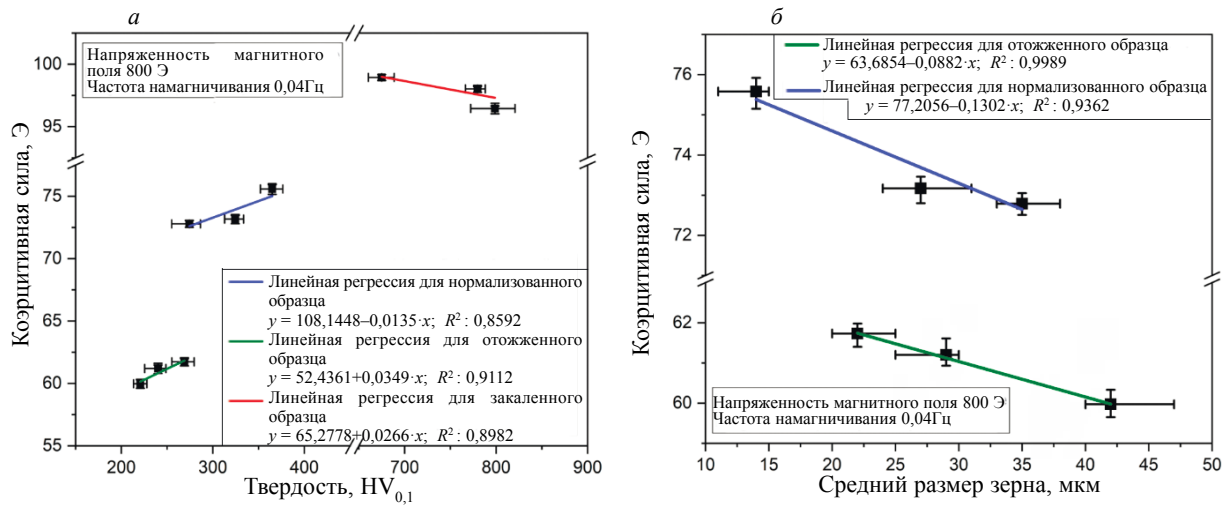 а
Напряженность магнитного
поля 800 Э
Частота намагничивания 0,04Гц
Коэрцитивная сила, Э
100
95
75
70
65
60
55
Линейная регрессия для нормализованного
образца
y = 108,1448–0,0135·x; R² : 0,8592
Линейная регрессия для отожженного
образца
y = 52,4361+0,0349·x; R² : 0,9112
Линейная регрессия для закаленного
образца
y = 65,2778+0,0266·x; R² : 0,8982
200 300 400 700 800 900
Твердость, HV0,1
б
Линейная регрессия для отожженного образца
y = 63,6854–0,0882·x; R² : 0,9989
Линейная регрессия для нормализованного образца
y = 77,2056–0,1302·x; R² : 0,9362
Коэрцитивная сила, Э
76
74
72
62
60
Напряженность магнитного поля 800 Э
Частота намагничивания 0,04Гц
10 15 20 25 30 35 40 45 50
Средний размер зерна, мкм